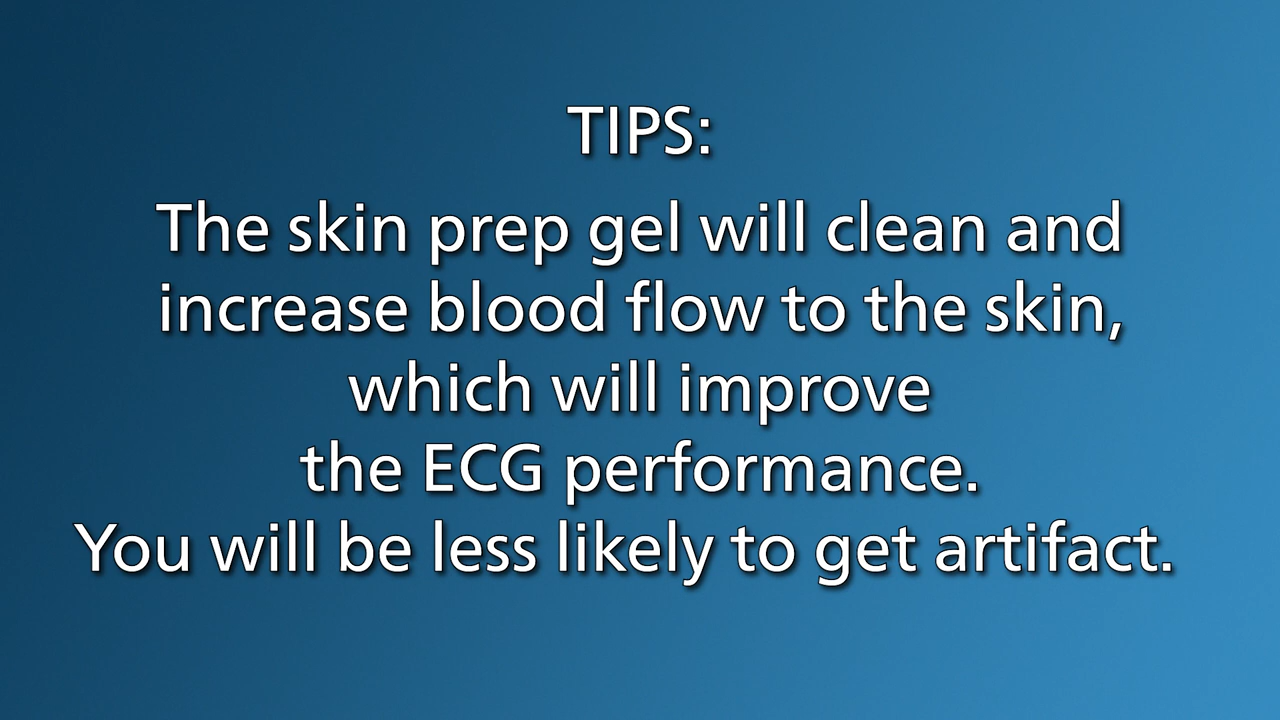 TIPS:
The skin prep gel will clean and
increase blood flow to the skin,
which will improve
the ECG performance.
You will be less likely to get artifact.